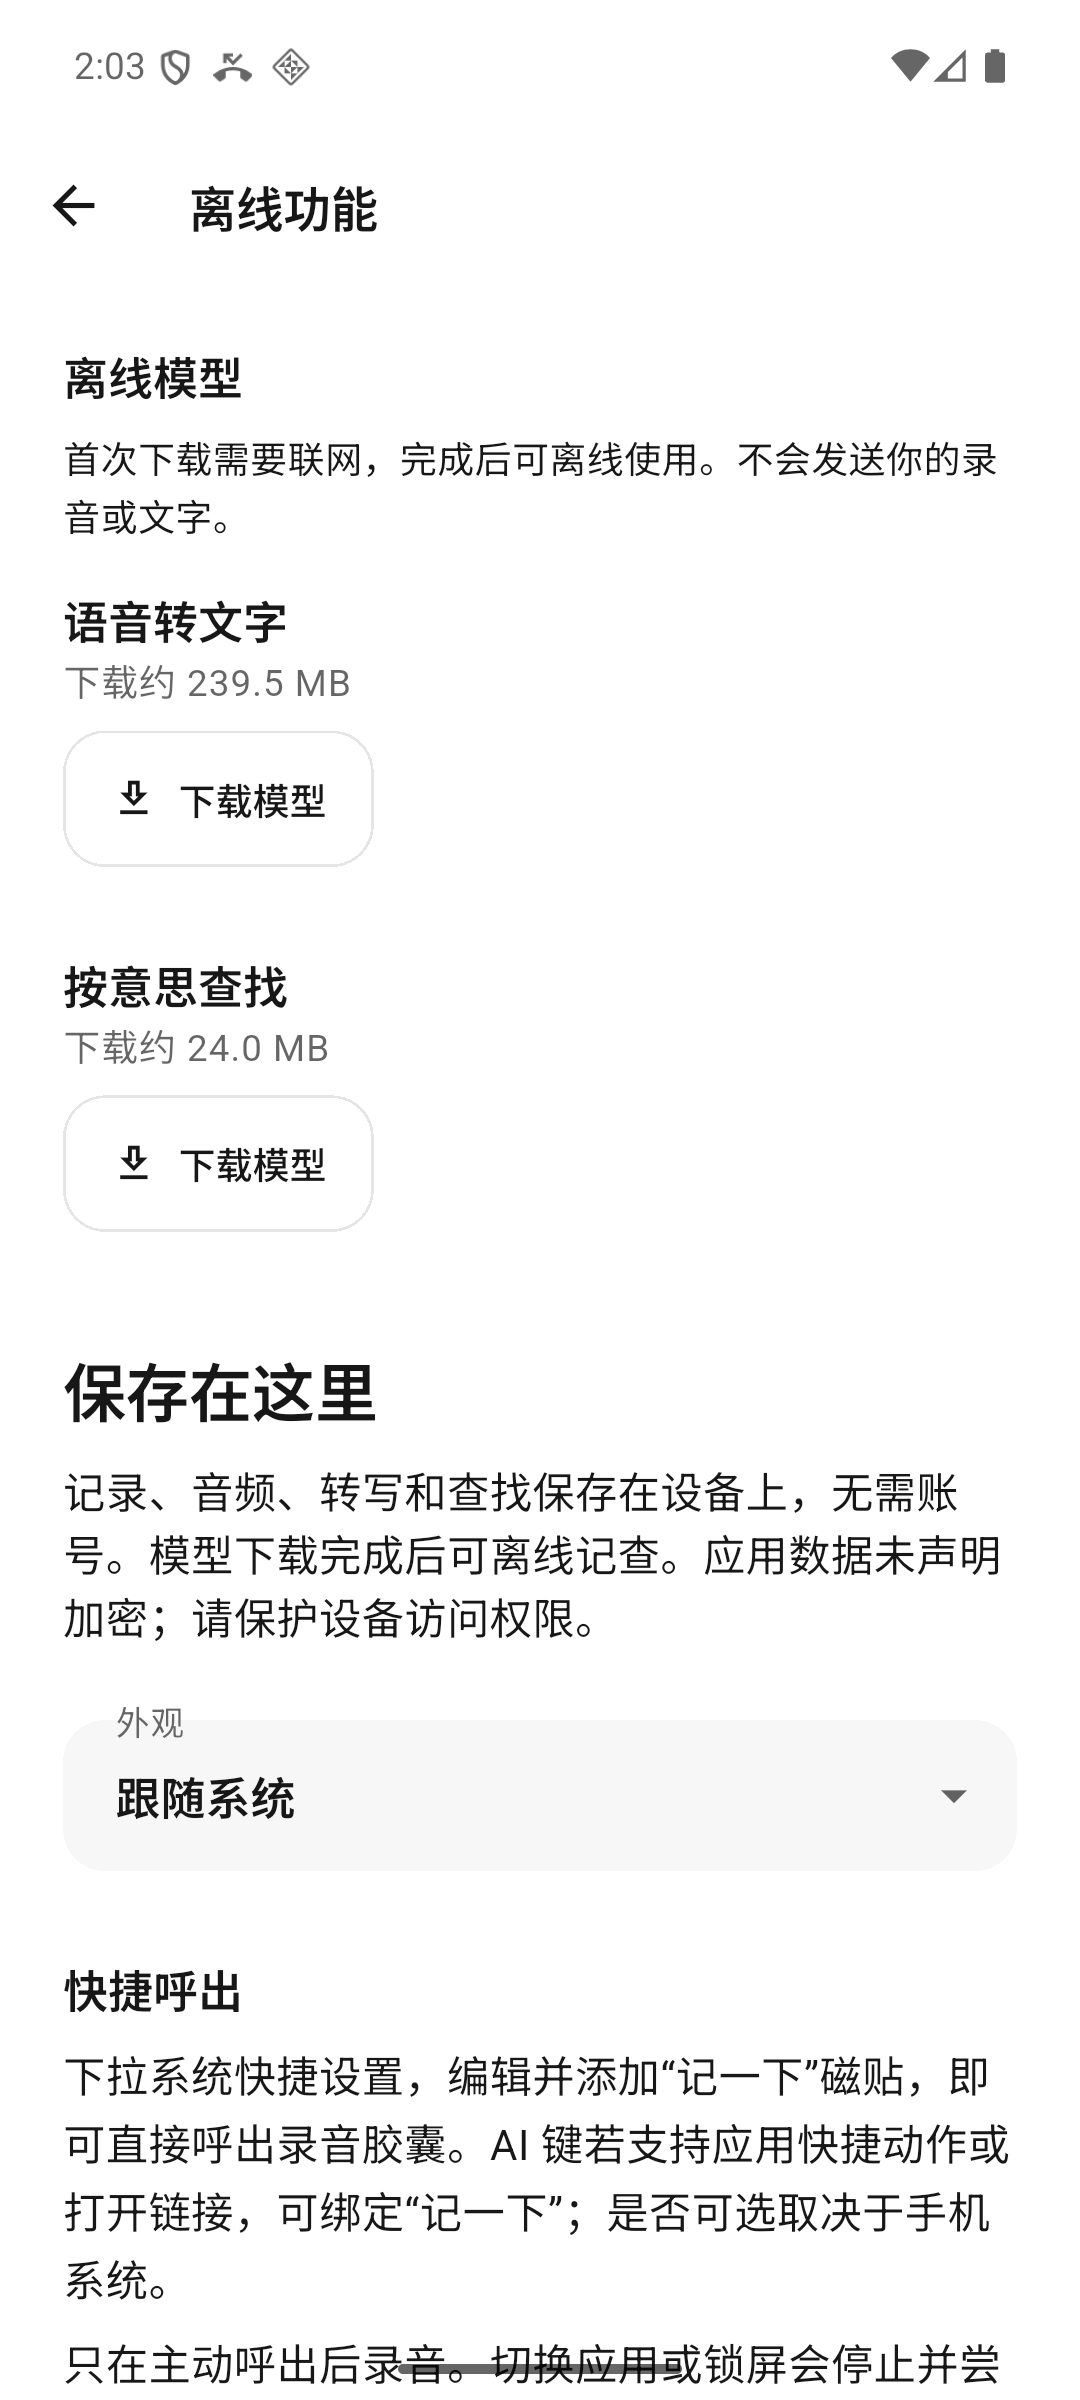 2:03
离线功能
离线模型
首次下载需要联网，完成后可离线使用。不会发送你的录
音或文字。
语音转文字
下载约 239.5 MB
下载模型
按意思查找
下载约 24.0 MB
下载模型
保存在这里
记录、音频、转写和查找保存在设备上，无需账
号。模型下载完成后可离线记查。应用数据未声明
加密；请保护设备访问权限。
外观
跟随系统
快捷呼出
下拉系统快捷设置，编辑并添加“记一下”磁贴，即
可直接呼出录音胶囊。AI 键若支持应用快捷动作或
打开链接，可绑定“记一下”；是否可选取决于手机
系统。
只在主动呼出后录音。切换应用或锁屏会停止并尝